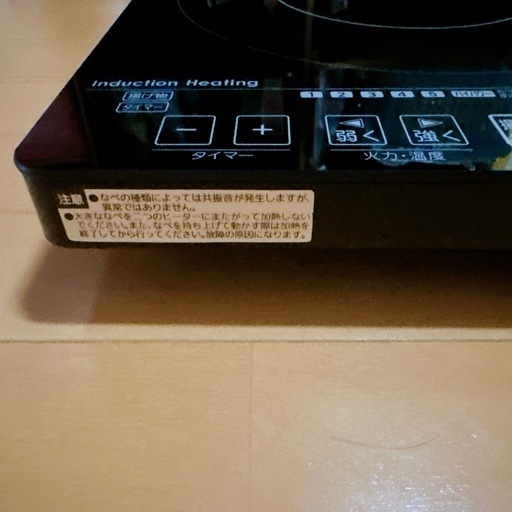 Induction Heating
揚げ物
タイマー
1 2 3 4 5 パワー
− +
弱く 強く
タイマー 火力・温度
注意 ●なべの種類によっては共振音が発生しますが、
異常ではありません。
●大きななべを二つのヒーターにまたがって加熱しない
でください。また、なべを持ち上げて動かす際は加熱を
終了してから行ってください。故障の原因になります。